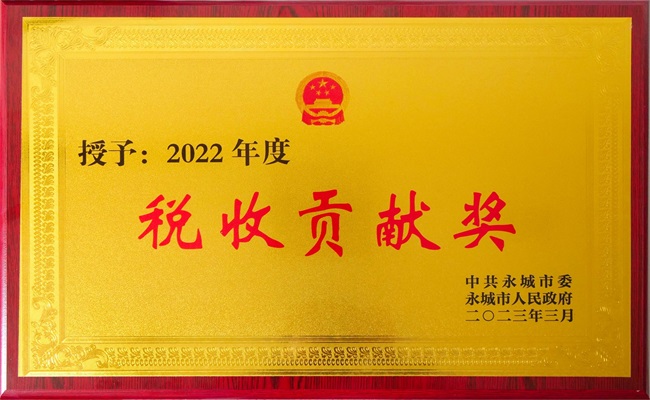 授予：2022 年度
税收贡献奖
中共永城市委
永城市人民政府
二〇二三年三月